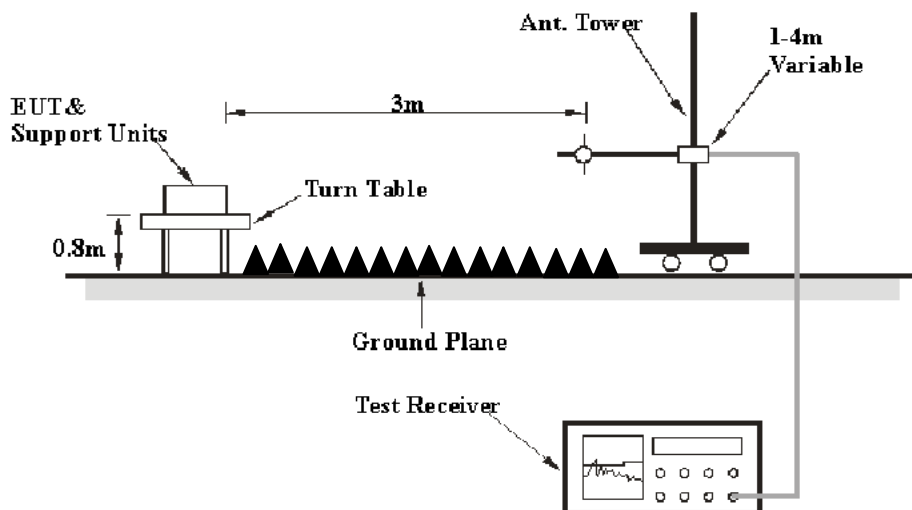 Ant. Tower
1-4m
Variable
3m
EUT&
Support Units
Turn Table
0.8m
Ground Plane
Test Receiver